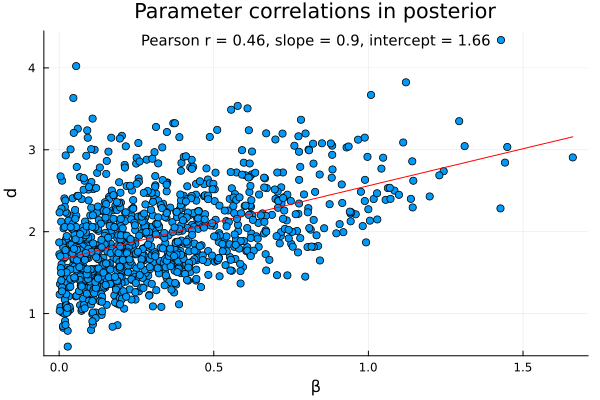 Parameter correlations in posterior
Pearson r = 0.46, slope = 0.9, intercept = 1.66
4
3
2
1
d
0.0 0.5 1.0 1.5
β